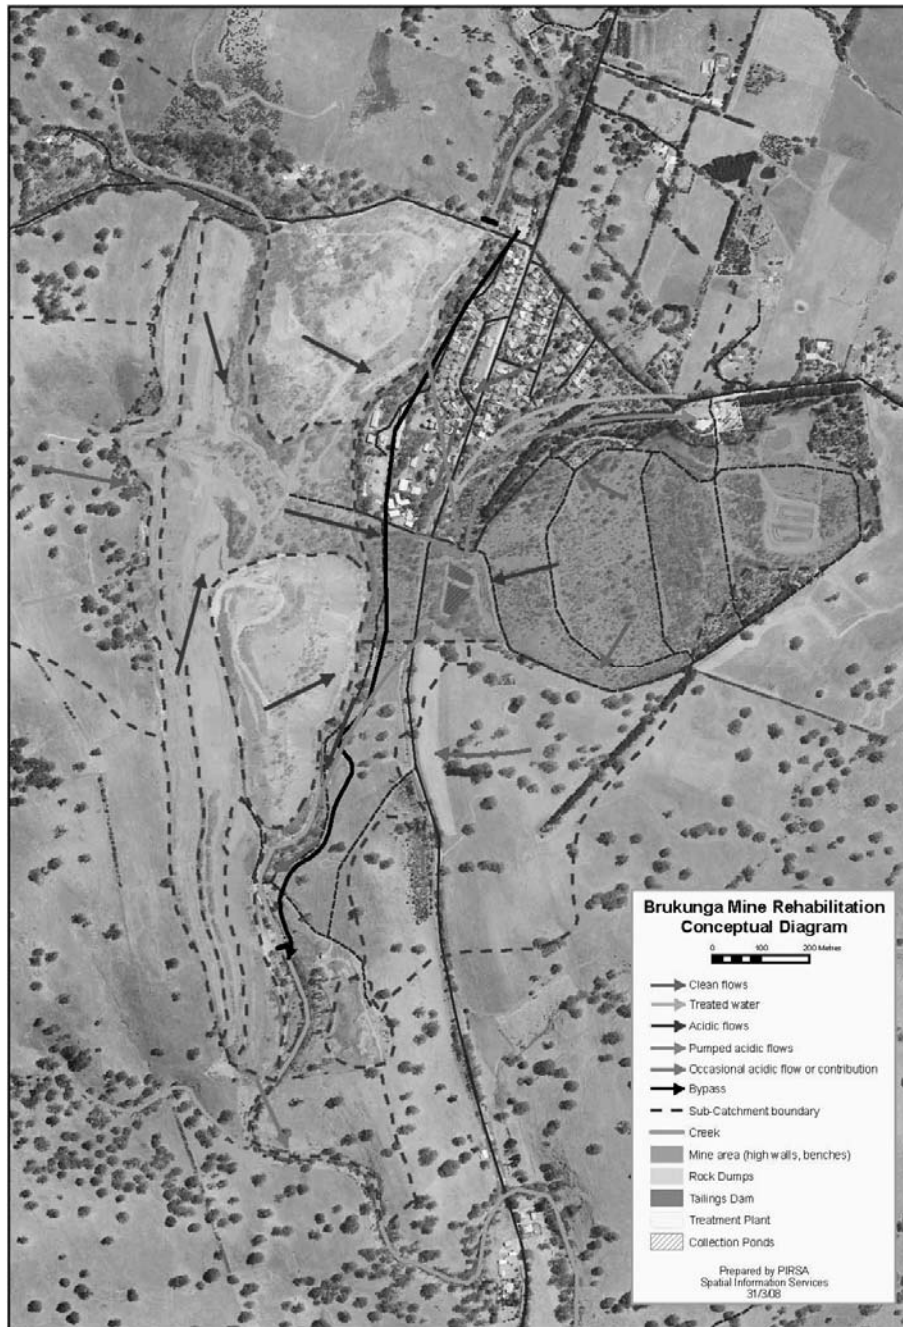 Brukunga Mine Rehabilitation
Conceptual Diagram
0 100 200 Metres
Clean flows
Treated water
Acidic flows
Pumped acidic flows
Occasional acidic flow or contribution
Bypass
Sub-Catchment boundary
Creek
Mine area (high walls, benches)
Rock Dumps
Tailings Dam
Treatment Plant
Collection Ponds
Prepared by PIRSA
Spatial Information Services
31/3/08